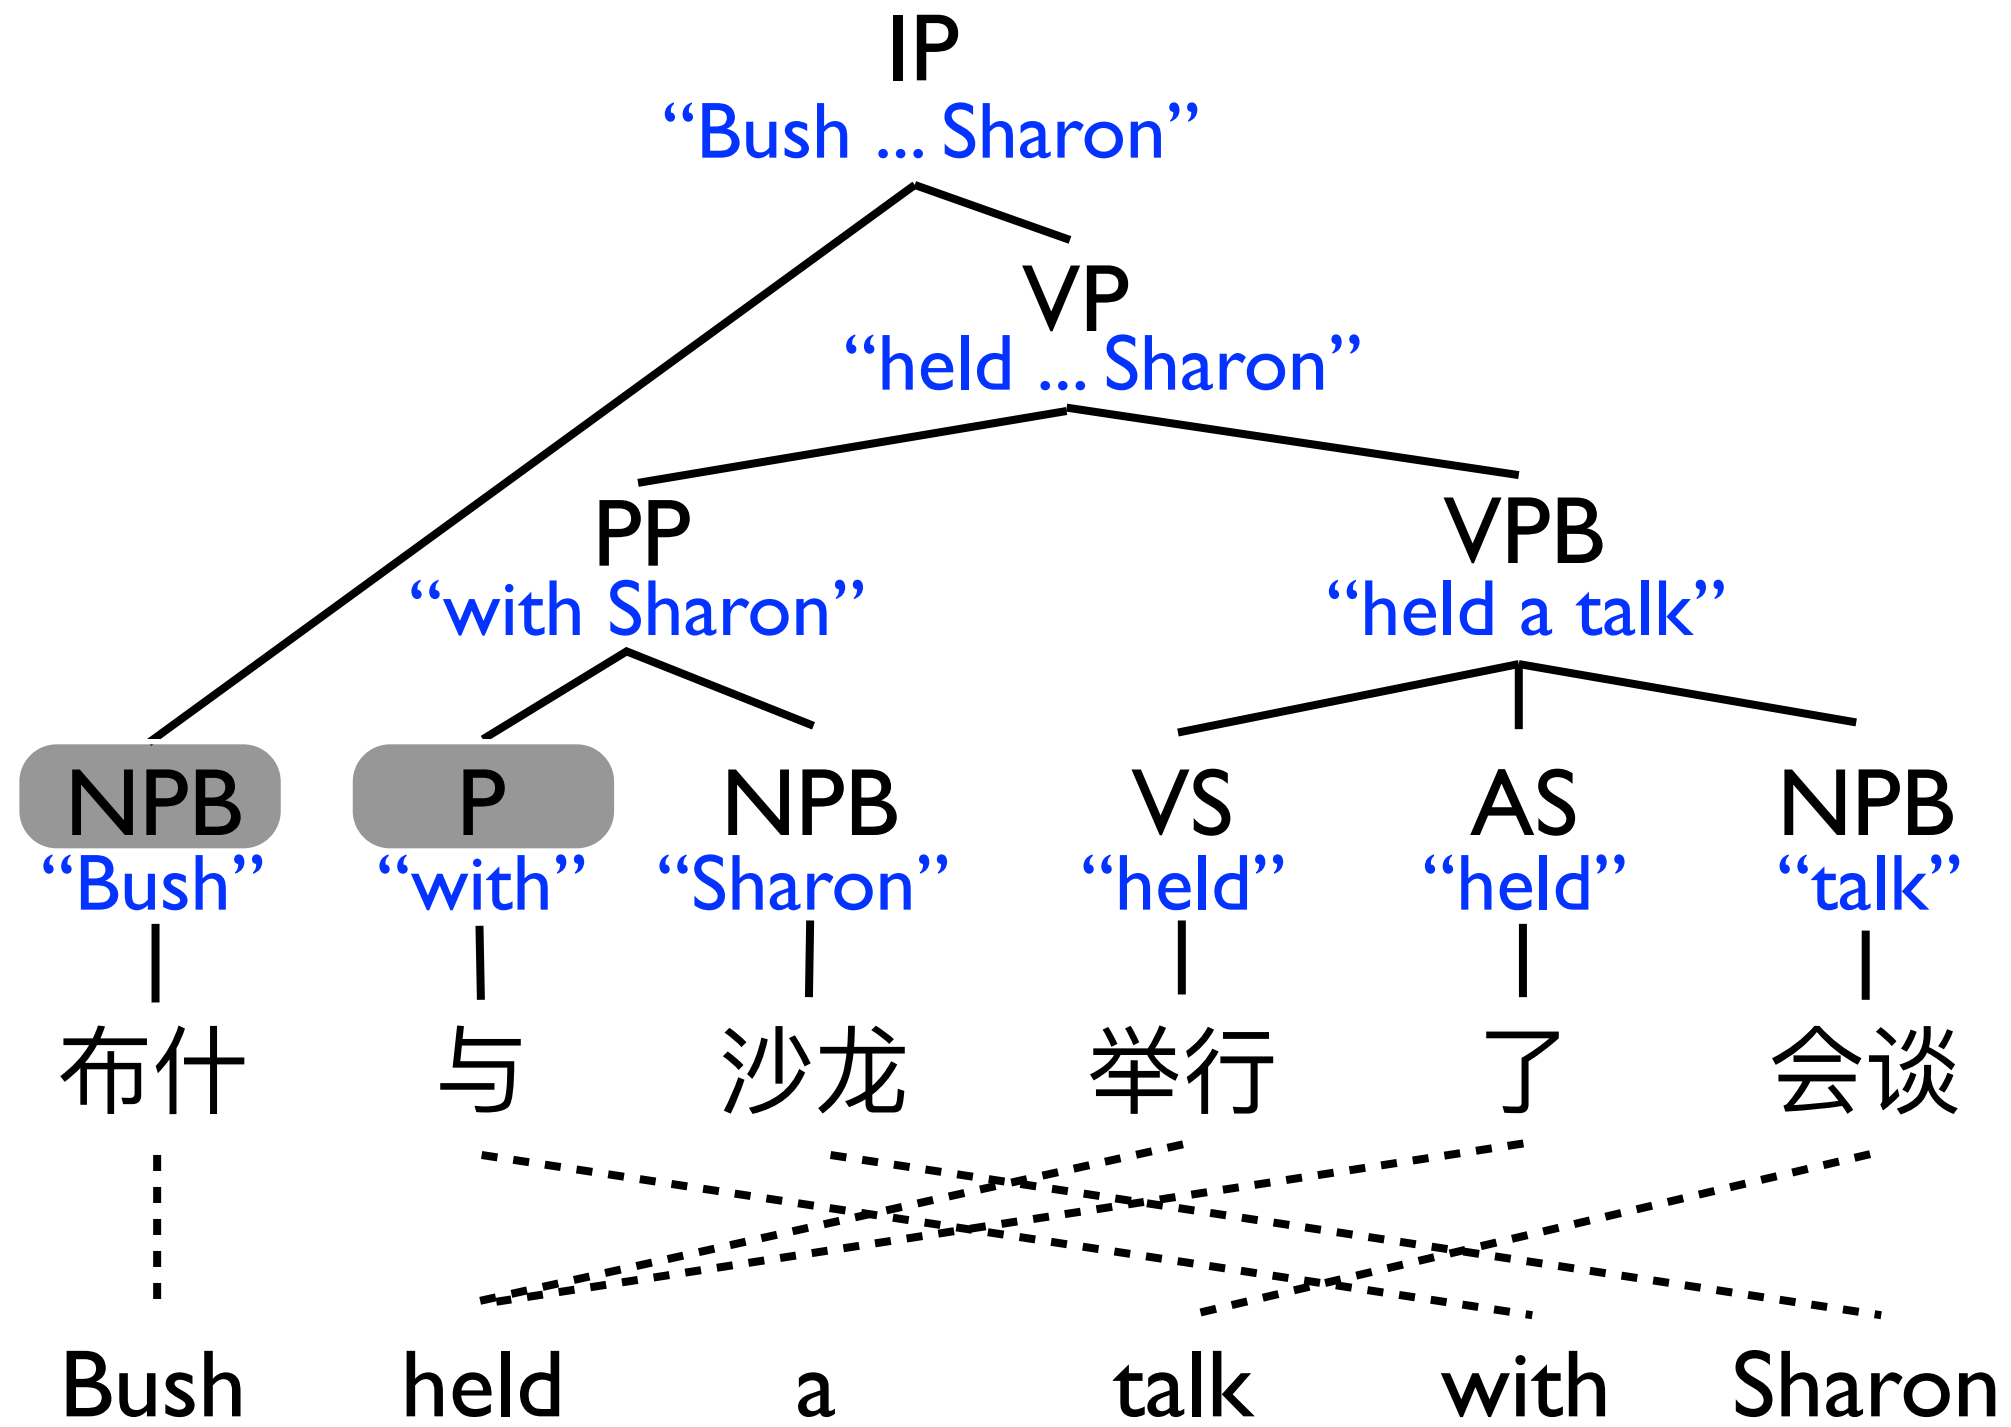 IP
“Bush ... Sharon”
VP
“held ... Sharon”
PP VPB
“with Sharon” “held a talk”
NPB P NPB VS AS NPB
“Bush” “with” “Sharon” “held” “held” “talk”
布什 与 沙龙 举行 了 会谈
Bush held a talk with Sharon